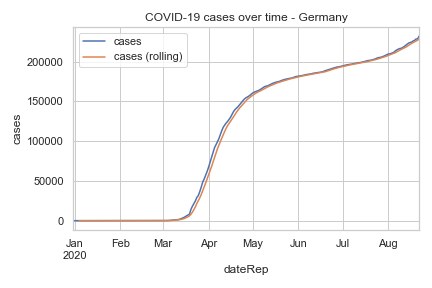 COVID-19 cases over time - Germany
cases
cases (rolling)
200000
150000
100000
50000
0
cases
Jan Feb Mar Apr May Jun Jul Aug
2020
dateRep